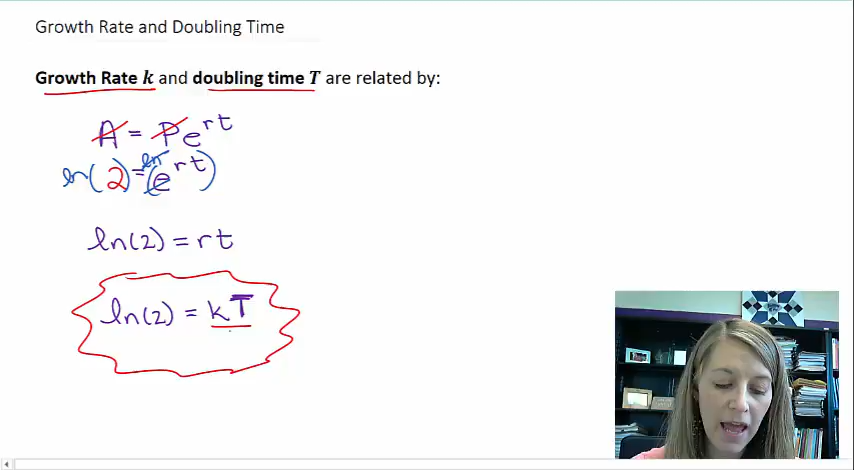 Growth Rate and Doubling Time
Growth Rate k and doubling time T are related by:
A = Pe^rt
ln(2) = ln(e^rt)
ln(2) = rt
ln(2) = kT